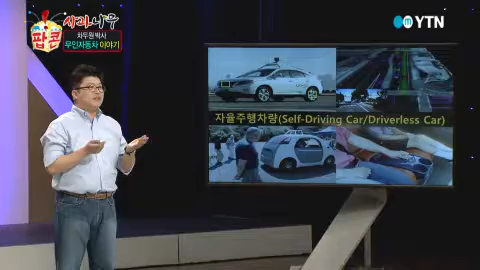 팝콘
사과나무
차두원 박사
무인자동차 이야기
YTN
자율주행차량(Self-Driving Car/Driverless Car)